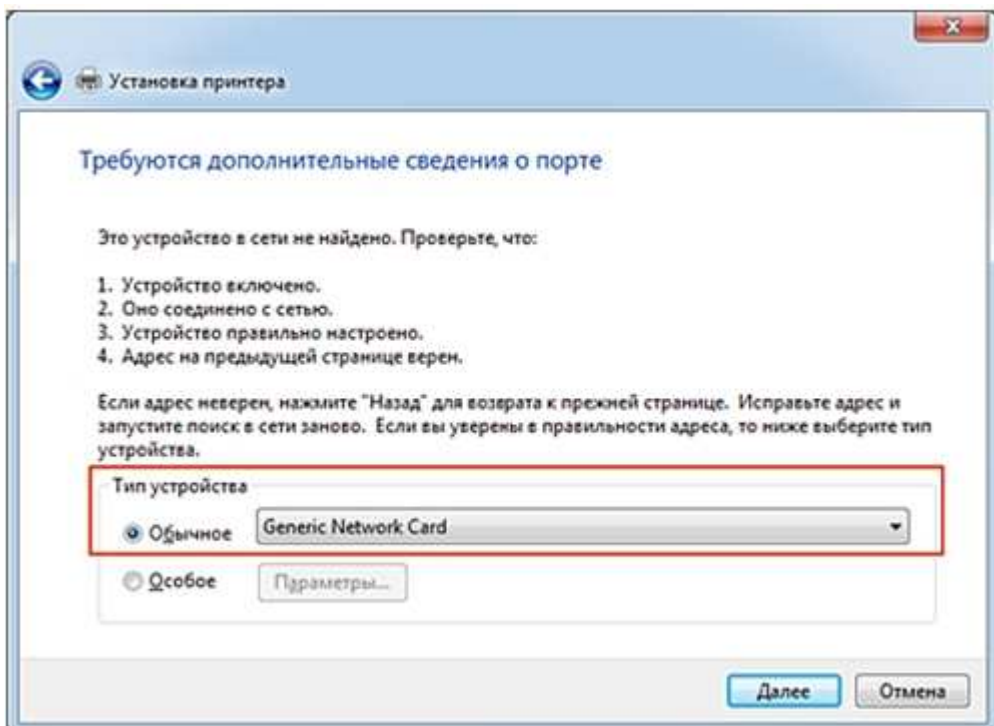 Установка принтера
Требуются дополнительные сведения о порте
Это устройство в сети не найдено. Проверьте, что:
1. Устройство включено.
2. Оно соединено с сетью.
3. Устройство правильно настроено.
4. Адрес на предыдущей странице верен.
Если адрес неверен, нажмите "Назад" для возврата к прежней странице. Исправьте адрес и
запустите поиск в сети заново. Если вы уверены в правильности адреса, то ниже выберите тип
устройства.
Тип устройства
Обычное Generic Network Card
Особое Параметры...
Далее Отмена